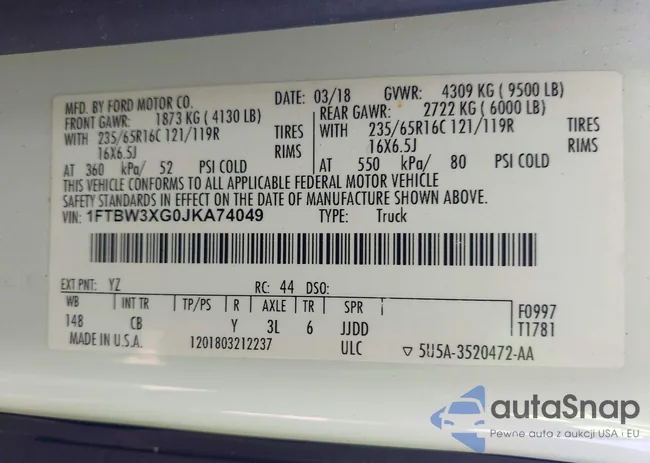 MFD. BY FORD MOTOR CO. DATE: 03/18 GVWR: 4309 KG ( 9500 LB)
FRONT GAWR: 1873 KG ( 4130 LB) REAR GAWR: 2722 KG ( 6000 LB)
WITH 235/65R16C 121/119R TIRES WITH 235/65R16C 121/119R TIRES
16X6.5J RIMS 16X6.5J RIMS
AT 360 kPa/ 52 PSI COLD AT 550 kPa/ 80 PSI COLD
THIS VEHICLE CONFORMS TO ALL APPLICABLE FEDERAL MOTOR VEHICLE
SAFETY STANDARDS IN EFFECT ON THE DATE OF MANUFACTURE SHOWN ABOVE.
VIN: 1FTBW3XG0JKA74049 TYPE: Truck
EXT PNT: YZ RC: 44 DSO:
WB INT TR TP/PS R AXLE TR SPR F0997
148 CB Y 3L 6 JJDD T1781
MADE IN U.S.A. 1201803212237 ULC ▽ 5U5A-3520472-AA
autaSnap
Pewne auta z aukcji USA i EU